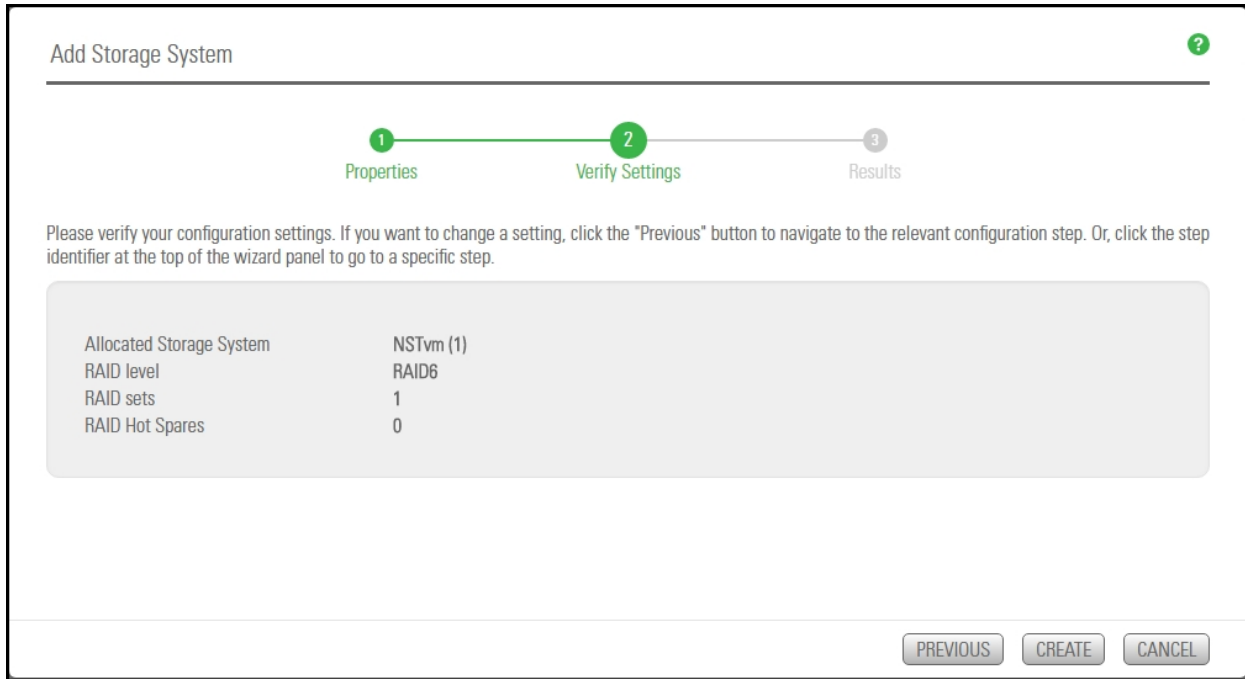 Add Storage System
?
1
2
3
Properties
Verify Settings
Results
Please verify your configuration settings. If you want to change a setting, click the "Previous" button to navigate to the relevant configuration step. Or, click the step
identifier at the top of the wizard panel to go to a specific step.
Allocated Storage System NSTvm (1)
RAID level RAID6
RAID sets 1
RAID Hot Spares 0
PREVIOUS CREATE CANCEL